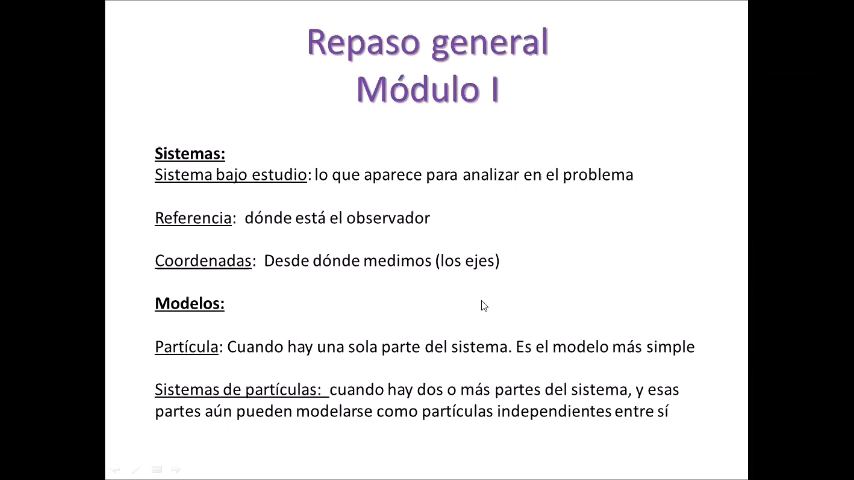 Repaso general
Módulo I
Sistemas:
Sistema bajo estudio: lo que aparece para analizar en el problema
Referencia: dónde está el observador
Coordenadas: Desde dónde medimos (los ejes)
Modelos:
Partícula: Cuando hay una sola parte del sistema. Es el modelo más simple
Sistemas de partículas: cuando hay dos o más partes del sistema, y esas
partes aún pueden modelarse como partículas independientes entre sí